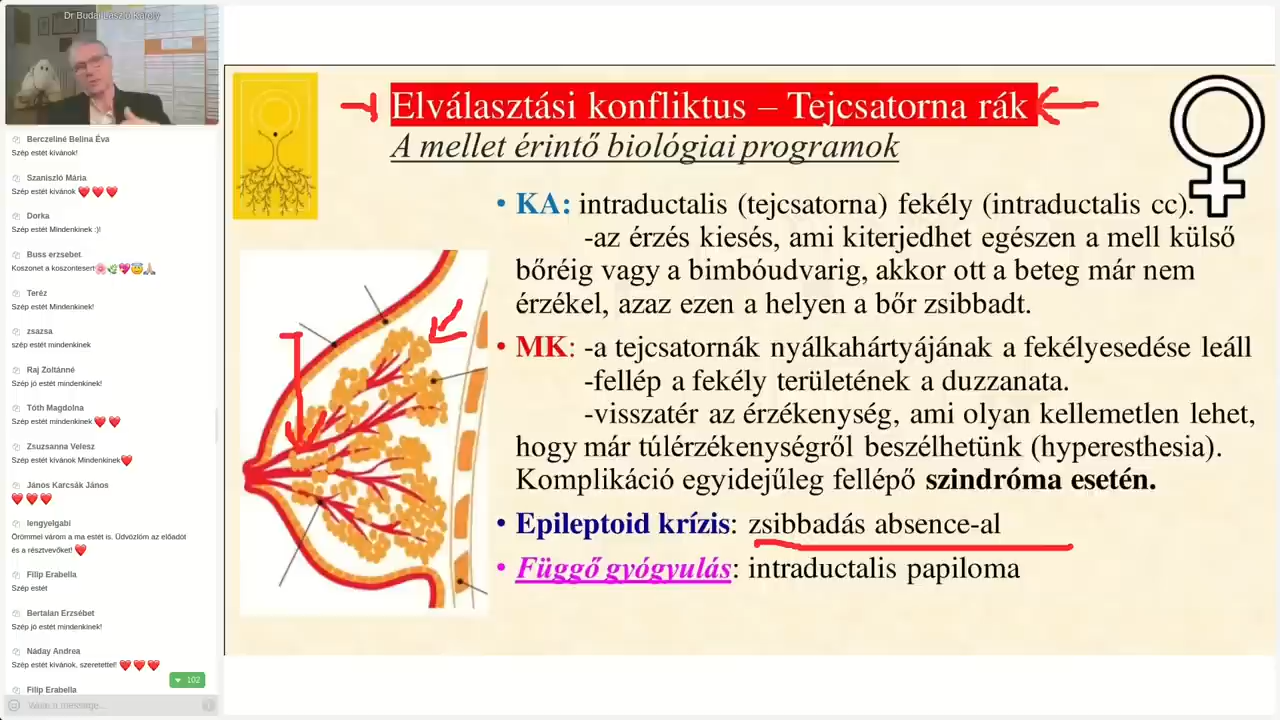 Dr Budai László Károly
Berczeliné Belina Éva
Szép estét kívánok!
Szaniszló Mária
Szép estét kívánok ❤️❤️❤️
Dorka
Szép estét Mindenkinek :)!
Buss erzsebet
Koszonet a koszontesert🌸🌿💖😇🙏🏼
Teréz
Szép estét Mindenkinek!
zsazsa
szép estét mindenkinek
Raj Zoltánné
Szép jó estét mindenkinek!
Tóth Magdolna
Szép estét mindenkinek ❤️❤️
Zsuzsanna Velesz
Szép estét kívánok Mindenkinek❤️
János Karcsák János
❤️❤️❤️
lengyelgabi
Örömmel várom a ma estét is. Üdvözlöm az előadót
és a résztvevőket! ❤️
Filip Erabella
Szép estét
Bertalan Erzsébet
Szép jó estét mindenkinek!
Náday Andrea
Szép estét kívánok, szeretettel! ❤️❤️❤️
102
Filip Erabella
Write a message...
Elválasztási konfliktus – Tejcsatorna rák
A mellet érintő biológiai programok
• KA: intraductalis (tejcsatorna) fekély (intraductalis cc).
-az érzés kiesés, ami kiterjedhet egészen a mell külső
bőréig vagy a bimbóudvarig, akkor ott a beteg már nem
érzékel, azaz ezen a helyen a bőr zsibbadt.
• MK: -a tejcsatornák nyálkahártyájának a fekélyesedése leáll
-fellép a fekély területének a duzzanata.
-visszatér az érzékenység, ami olyan kellemetlen lehet,
hogy már túlérzékenységről beszélhetünk (hyperesthesia).
Komplikáció egyidejűleg fellépő szindróma esetén.
• Epileptoid krízis: zsibbadás absence-al
• Függő gyógyulás: intraductalis papiloma